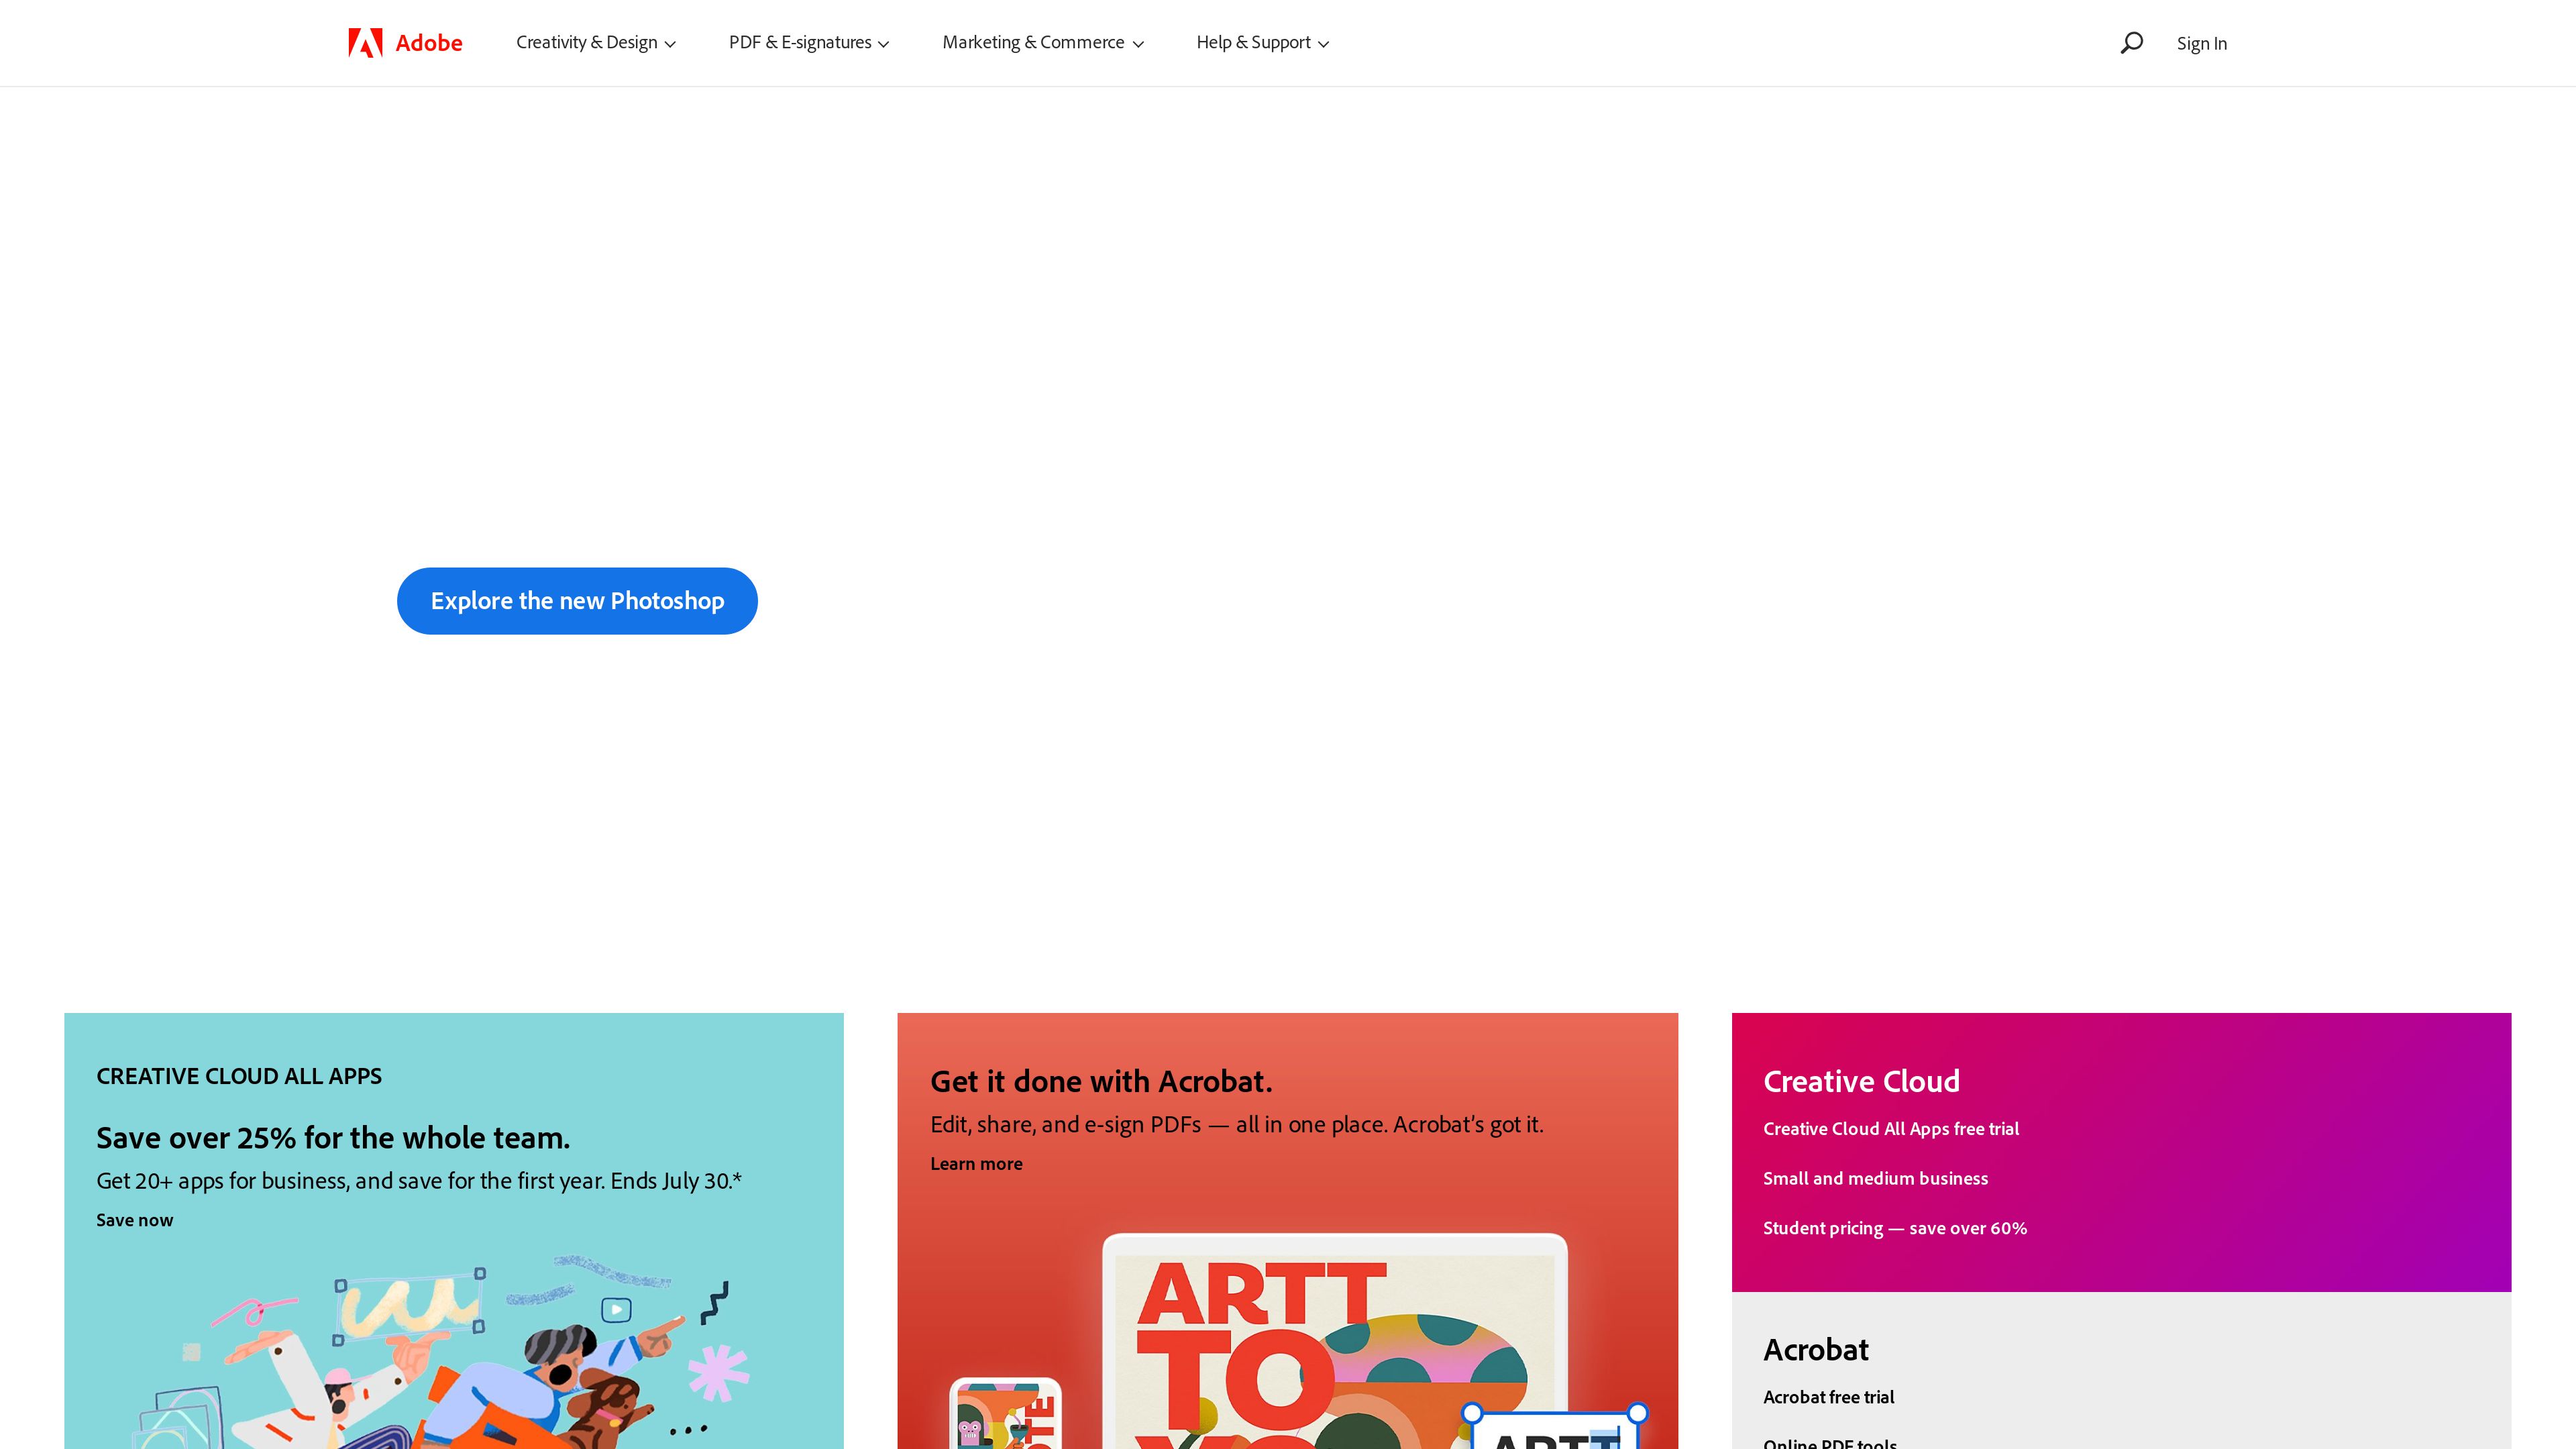 Adobe
Creativity & Design
PDF & E-signatures
Marketing & Commerce
Help & Support
Sign In
Explore the new Photoshop
CREATIVE CLOUD ALL APPS
Save over 25% for the whole team.
Get 20+ apps for business, and save for the first year. Ends July 30.*
Save now
Get it done with Acrobat.
Edit, share, and e-sign PDFs — all in one place. Acrobat’s got it.
Learn more
ARTT
TO
Creative Cloud
Creative Cloud All Apps free trial
Small and medium business
Student pricing — save over 60%
Acrobat
Acrobat free trial
Online PDF tools